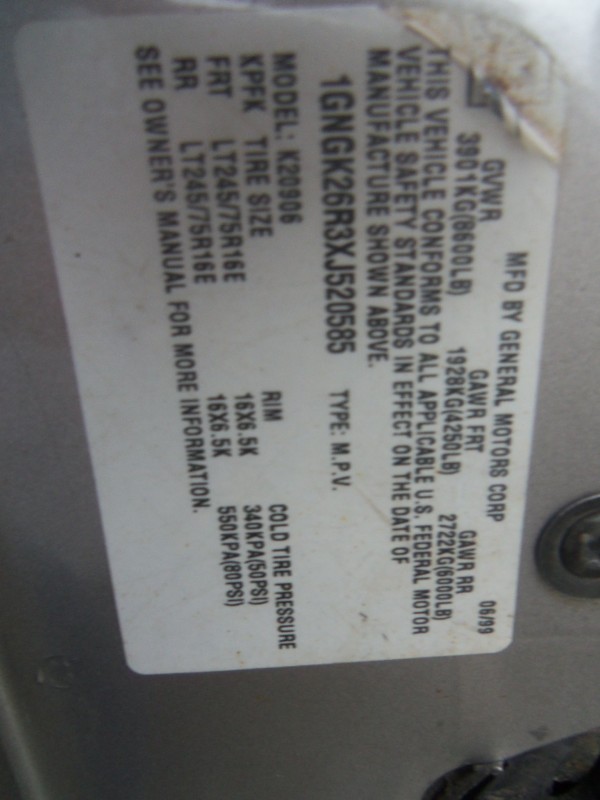 MFD BY GENERAL MOTORS CORP 06/99
GVWR GAWR FRT GAWR RR
3901KG(8600LB) 1928KG(4250LB) 2722KG(6000LB)
THIS VEHICLE CONFORMS TO ALL APPLICABLE U.S. FEDERAL MOTOR
VEHICLE SAFETY STANDARDS IN EFFECT ON THE DATE OF
MANUFACTURE SHOWN ABOVE.
1GNGK26R3XJ520585 TYPE: M.P.V.
MODEL: K20906
KPFK TIRE SIZE RIM COLD TIRE PRESSURE
FRT LT245/75R16E 16X6.5K 340KPA(50PSI)
RR LT245/75R16E 16X6.5K 550KPA(80PSI)
SEE OWNER'S MANUAL FOR MORE INFORMATION.